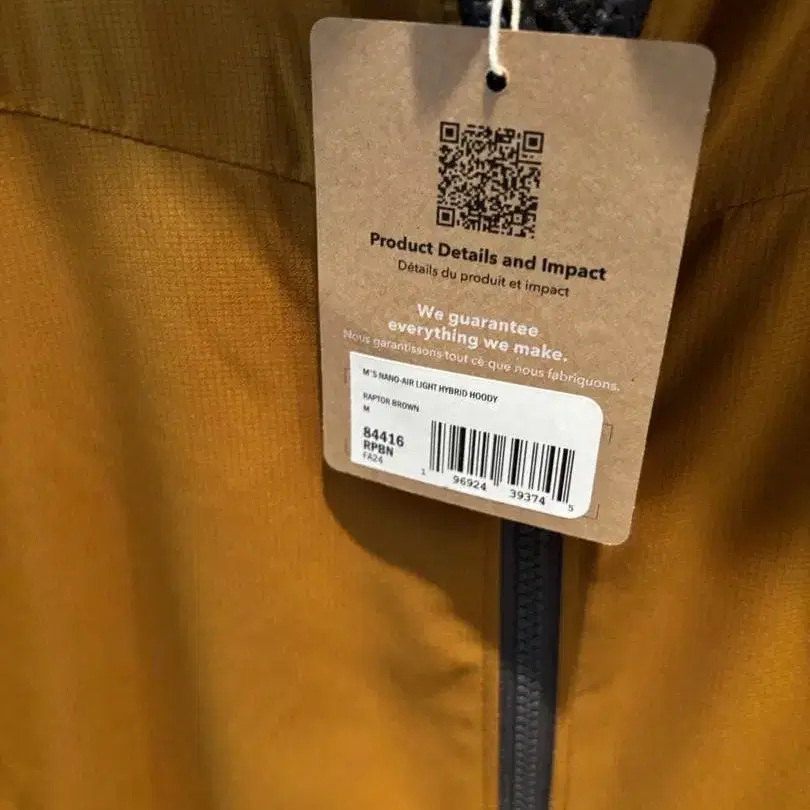 Product Details and Impact
Détails du produit et impact
We guarantee
everything we make.
Nous garantissons tout ce que nous fabriquons.
M'S NANO-AIR LIGHT HYBRID HOODY
RAPTOR BROWN
M
84416
RPBN
FA24
1 96924 39374 5